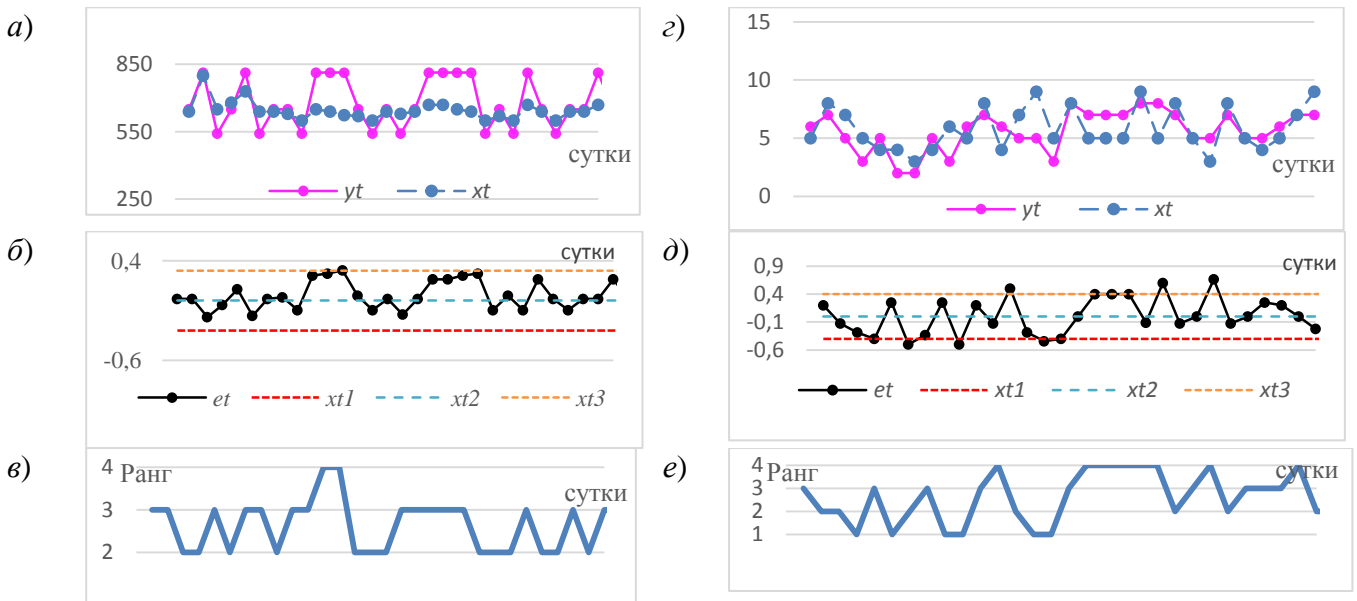 а)
850
550
сутки
250
yt xt
г)
15
10
5
сутки
0
yt xt
б)
0,4
сутки
-0,6
et xt1 xt2 xt3
д)
0,9
сутки
0,4
-0,1
-0,6
et xt1 xt2 xt3
в)
4 Ранг
сутки
3
2
е)
4 Ранг
сутки
3
2
1